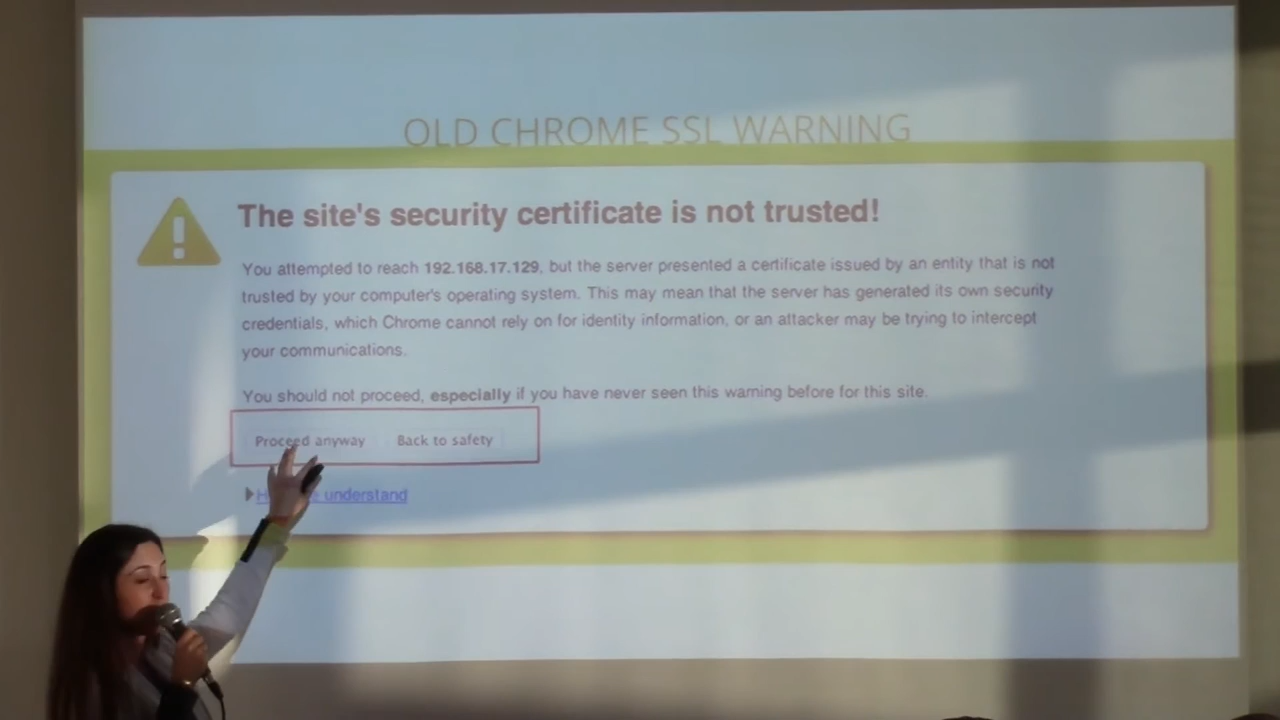 OLD CHROME SSL WARNING
The site's security certificate is not trusted!
You attempted to reach 192.168.17.129, but the server presented a certificate issued by an entity that is not
trusted by your computer's operating system. This may mean that the server has generated its own security
credentials, which Chrome cannot rely on for identity information, or an attacker may be trying to intercept
your communications.
You should not proceed, especially if you have never seen this warning before for this site.
Proceed anyway Back to safety
understand